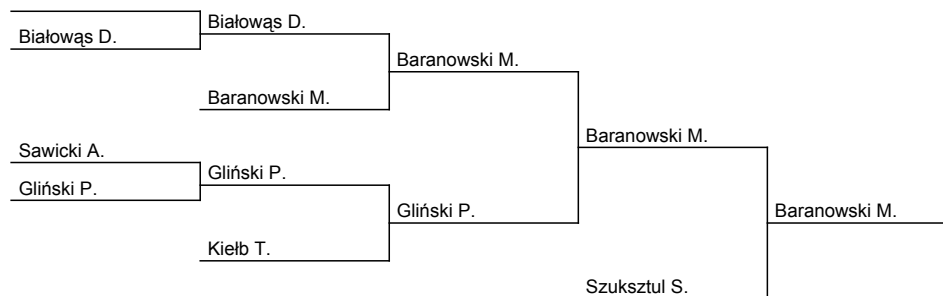 Białowąs D.
Białowąs D.
Baranowski M.
Baranowski M.
Baranowski M.
Sawicki A.
Gliński P.
Gliński P.
Gliński P.
Baranowski M.
Kiełb T.
Szuksztul S.